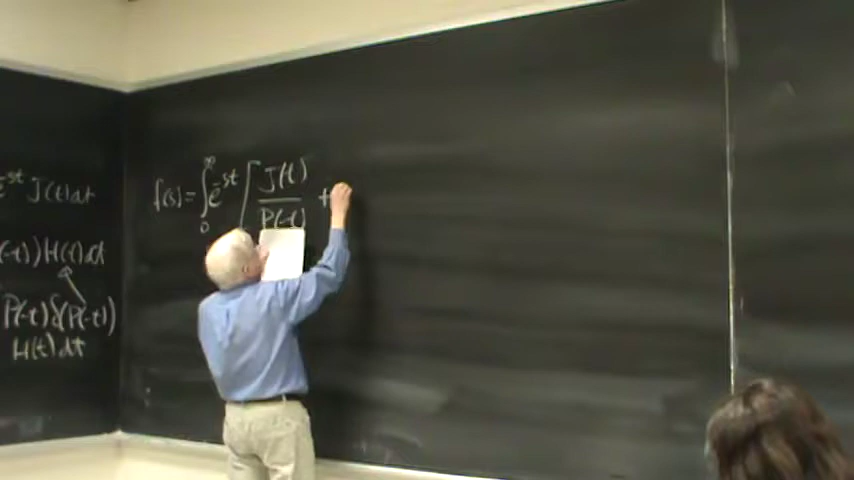 e^{-st} J(t)dt
(-t)H(t)dt
P(-t)δ(P(-t))
H(t)dt
f(s)=∫_0^∞ e^{-st} [J(t)/P(-t) +